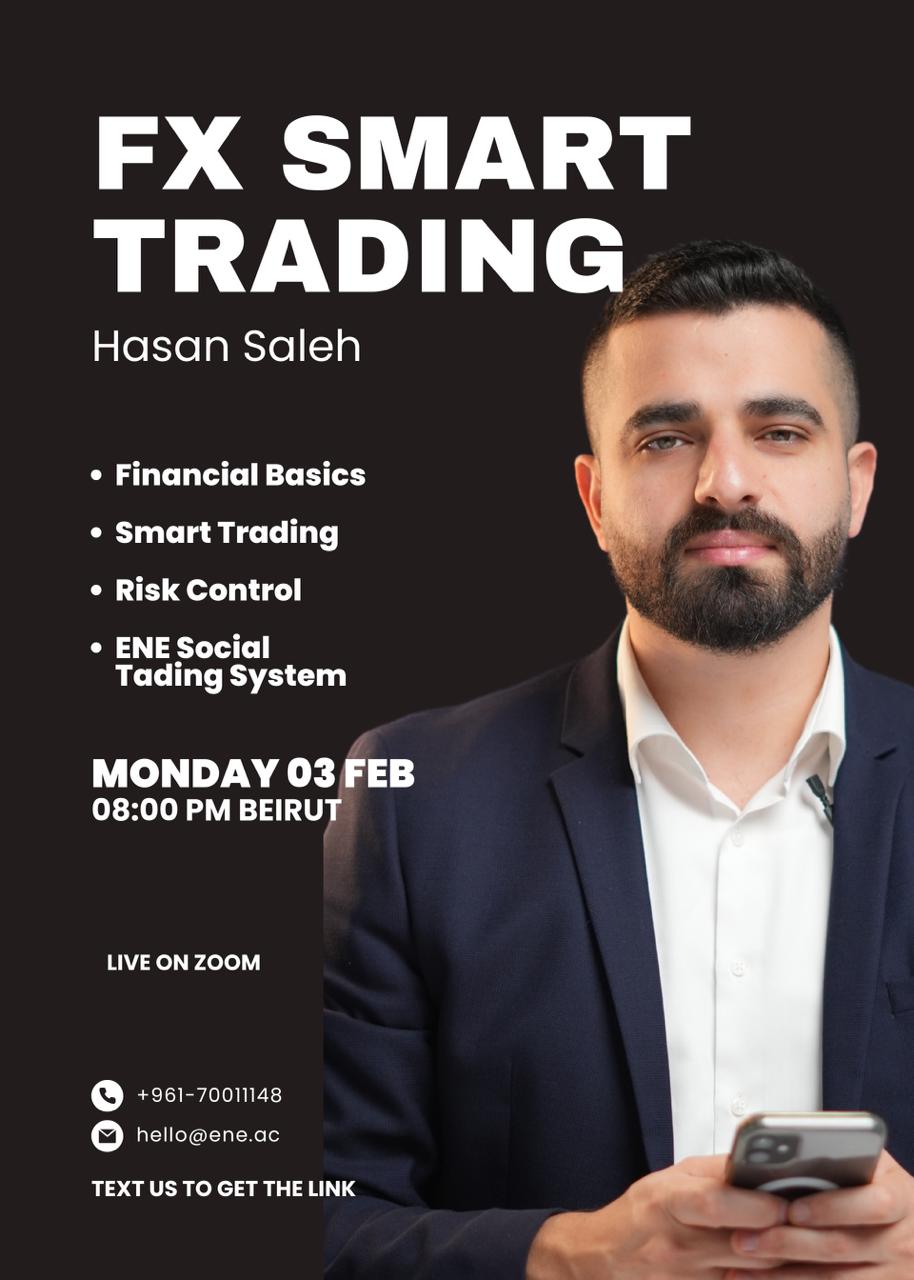 FX SMART
TRADING
Hasan Saleh
• Financial Basics
• Smart Trading
• Risk Control
• ENE Social
Tading System
MONDAY 03 FEB
08:00 PM BEIRUT
LIVE ON ZOOM
+961-70011148
hello@ene.ac
TEXT US TO GET THE LINK